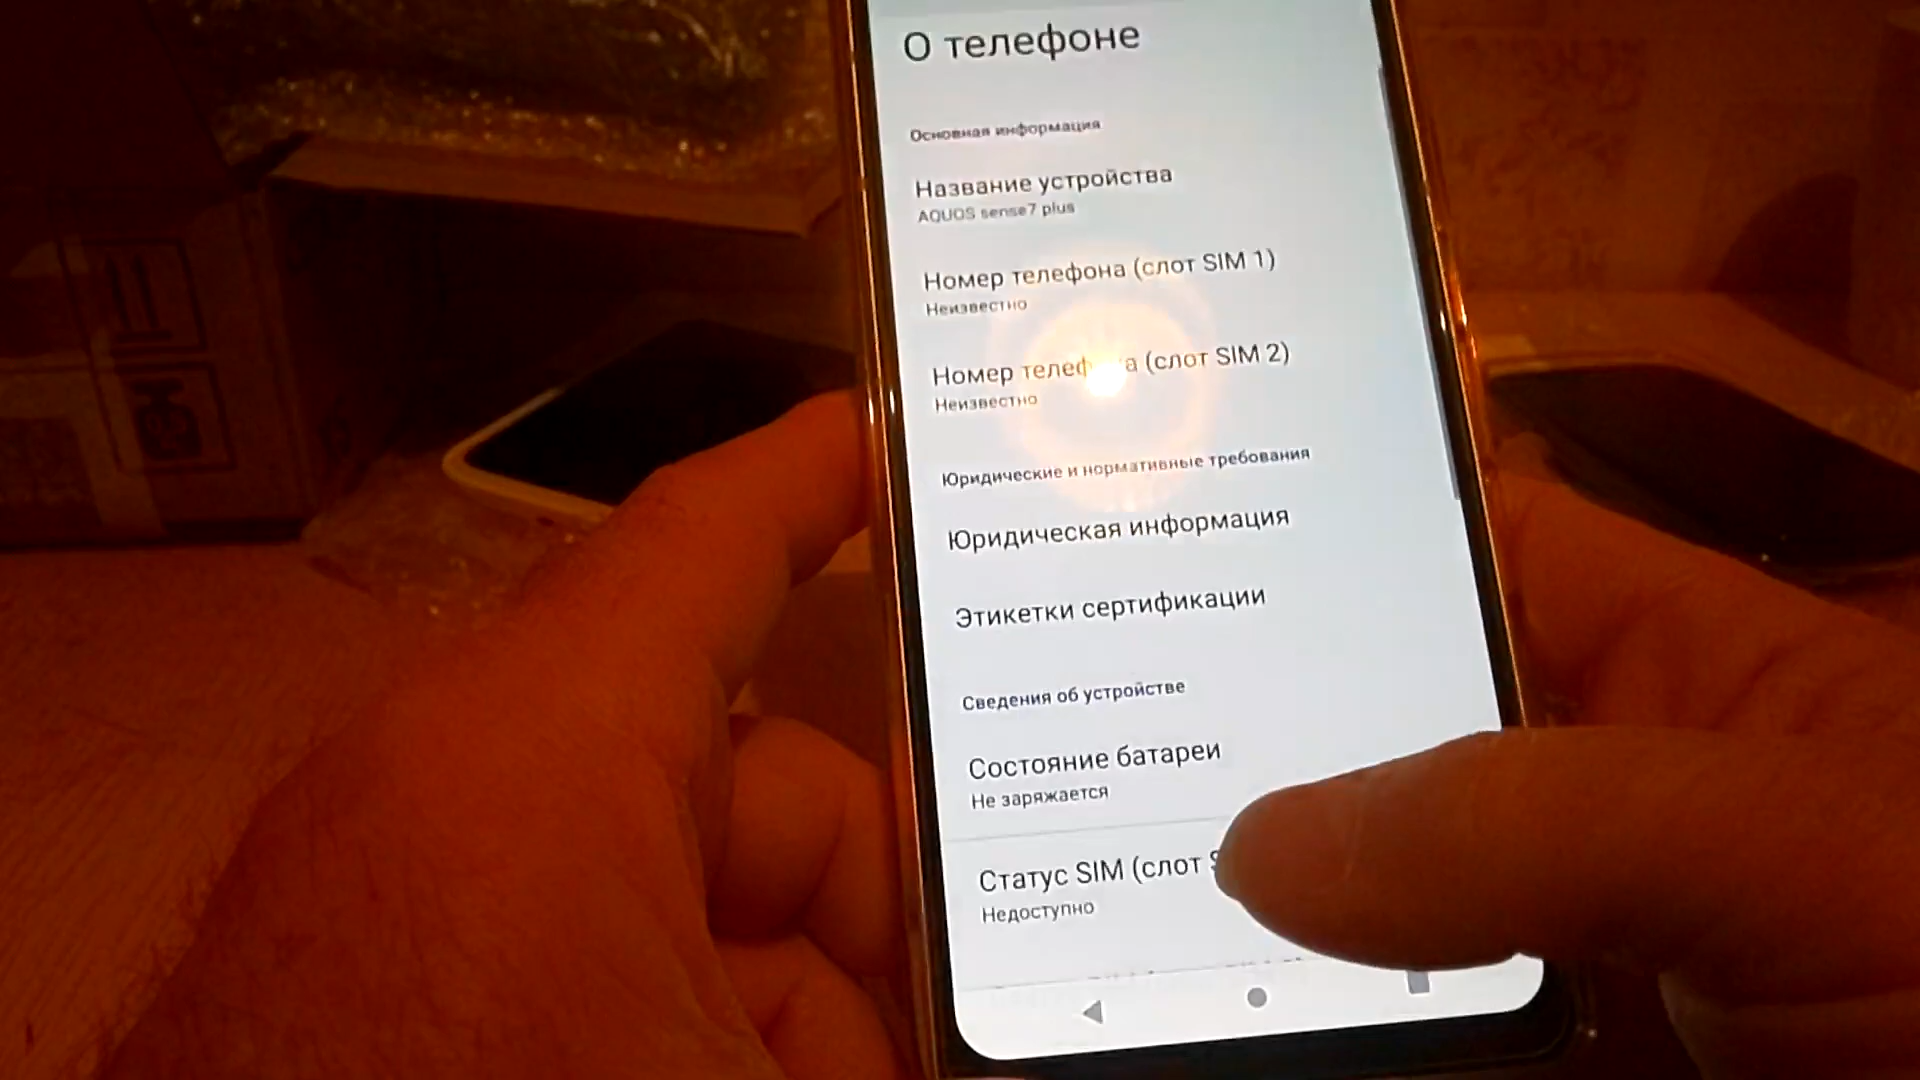 О телефоне
Основная информация
Название устройства
AQUOS sense7 plus
Номер телефона (слот SIM 1)
Неизвестно
Номер телеф а (слот SIM 2)
Неизвестно
Юридические и нормативные требования
Юридическая информация
Этикетки сертификации
Сведения об устройстве
Состояние батареи
Не заряжается
Статус SIM (слот
Недоступно